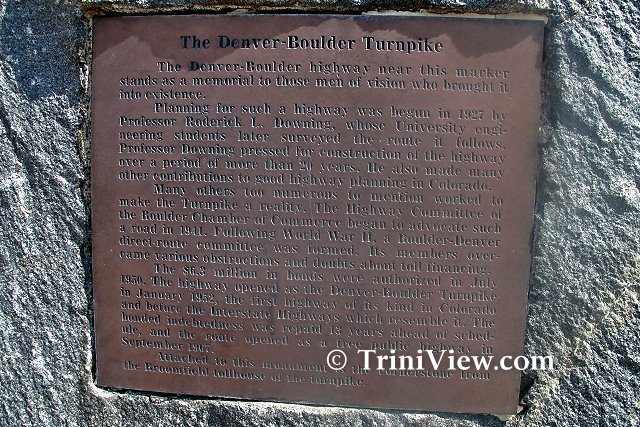 The Denver-Boulder Turnpike
The Denver-Boulder highway near this marker
stands as a memorial to those men of vision who brought it
into existence.
Planning for such a highway was begun in 1927 by
Professor Roderick L. Downing, whose University engi-
neering students later surveyed the route it follows.
Professor Downing pressed for construction of the highway
over a period of more than 20 years. He also made many
other contributions to good highway planning in Colorado.
Many others too numerous to mention worked to
make the Turnpike a reality. The Highway Committee of
the Boulder Chamber of Commerce began to advocate such
a road in 1941. Following World War II, a Boulder-Denver
direct-route committee was formed. Its members over-
came various obstructions and doubts about toll financing.
The $6.3 million in bonds were authorized in July
1950. The highway opened as the Denver-Boulder Turnpike
in January 1952, the first highway of its kind in Colorado
and before the Interstate Highways which resemble it. The
bonded indebtedness was repaid 13 years ahead of sched-
ule, and the route opened as a free public highway in
September 1967.
Attached to this monument is the cornerstone from
the Broomfield tollhouse of the turnpike.
© TriniView.com